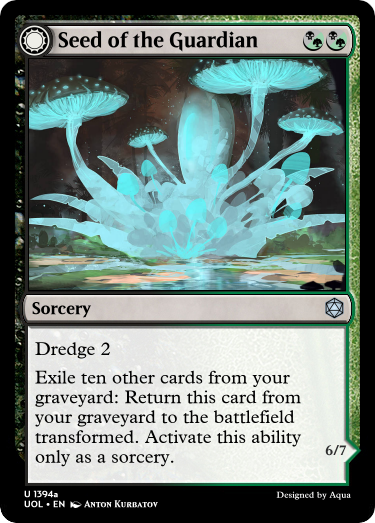 Seed of the Guardian
Sorcery
Dredge 2
Exile ten other cards from your
graveyard: Return this card from
your graveyard to the battlefield
transformed. Activate this ability
only as a sorcery.
6/7
U 1394a
UOL • EN Anton Kurbatov
Designed by Aqua